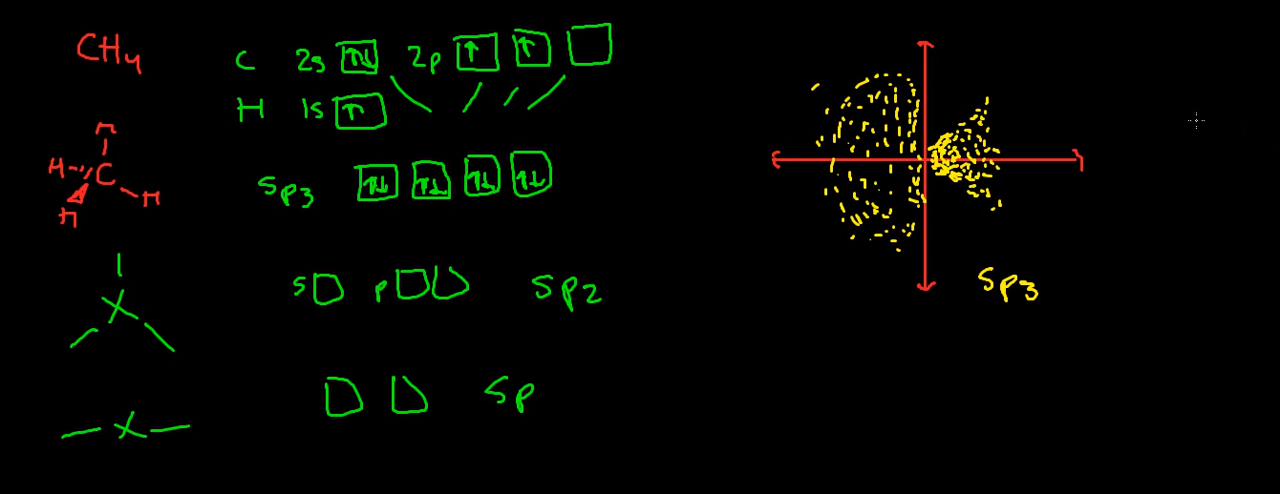 CH4
C 2s ↑↓ 2p ↑ ↑
H 1s ↑
H
H C
H H
sp3 ↑↓ ↑↓ ↑↓ ↑↓
s p sp2
X
sp
X
sp3